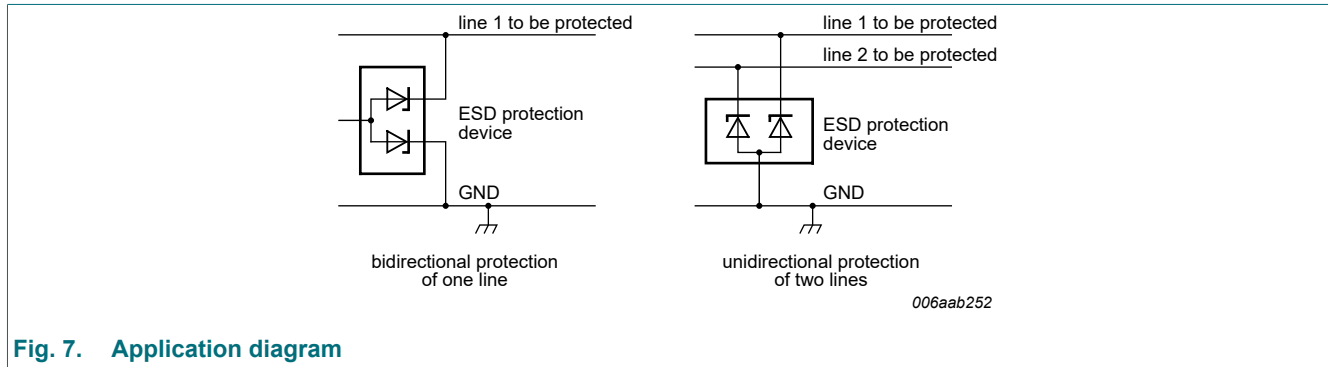 line 1 to be protected
ESD protection
device
GND
bidirectional protection
of one line
line 1 to be protected
line 2 to be protected
ESD protection
device
GND
unidirectional protection
of two lines
006aab252
Fig. 7. Application diagram